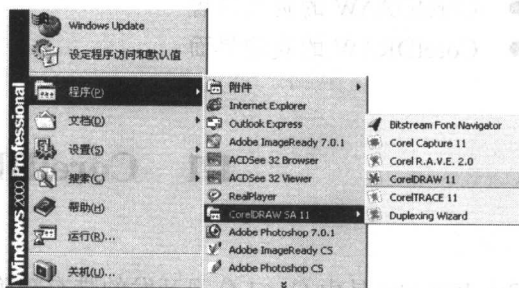 Windows Update
设定程序访问和默认值
程序(P)
文档(D)
设置(S)
搜索(C)
帮助(H)
运行(R)...
关机(U)...
Windows 2000 Professional
附件
Internet Explorer
Outlook Express
Adobe ImageReady 7.0.1
ACDSee 32 Browser
ACDSee 32 Viewer
RealPlayer
CorelDRAW SA 11
Adobe Photoshop 7.0.1
Adobe ImageReady CS
Adobe Photoshop CS
Bitstream Font Navigator
Corel Capture 11
Corel R.A.V.E. 2.0
CorelDRAW 11
CorelTRACE 11
Duplexing Wizard